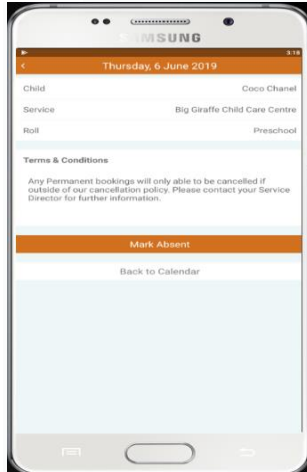 SAMSUNG
3:18
Thursday, 6 June 2019
Child Coco Chanel
Service Big Giraffe Child Care Centre
Roll Preschool
Terms & Conditions
Any Permanent bookings will only able to be cancelled if
outside of our cancellation policy. Please contact your Service
Director for further information.
Mark Absent
Back to Calendar